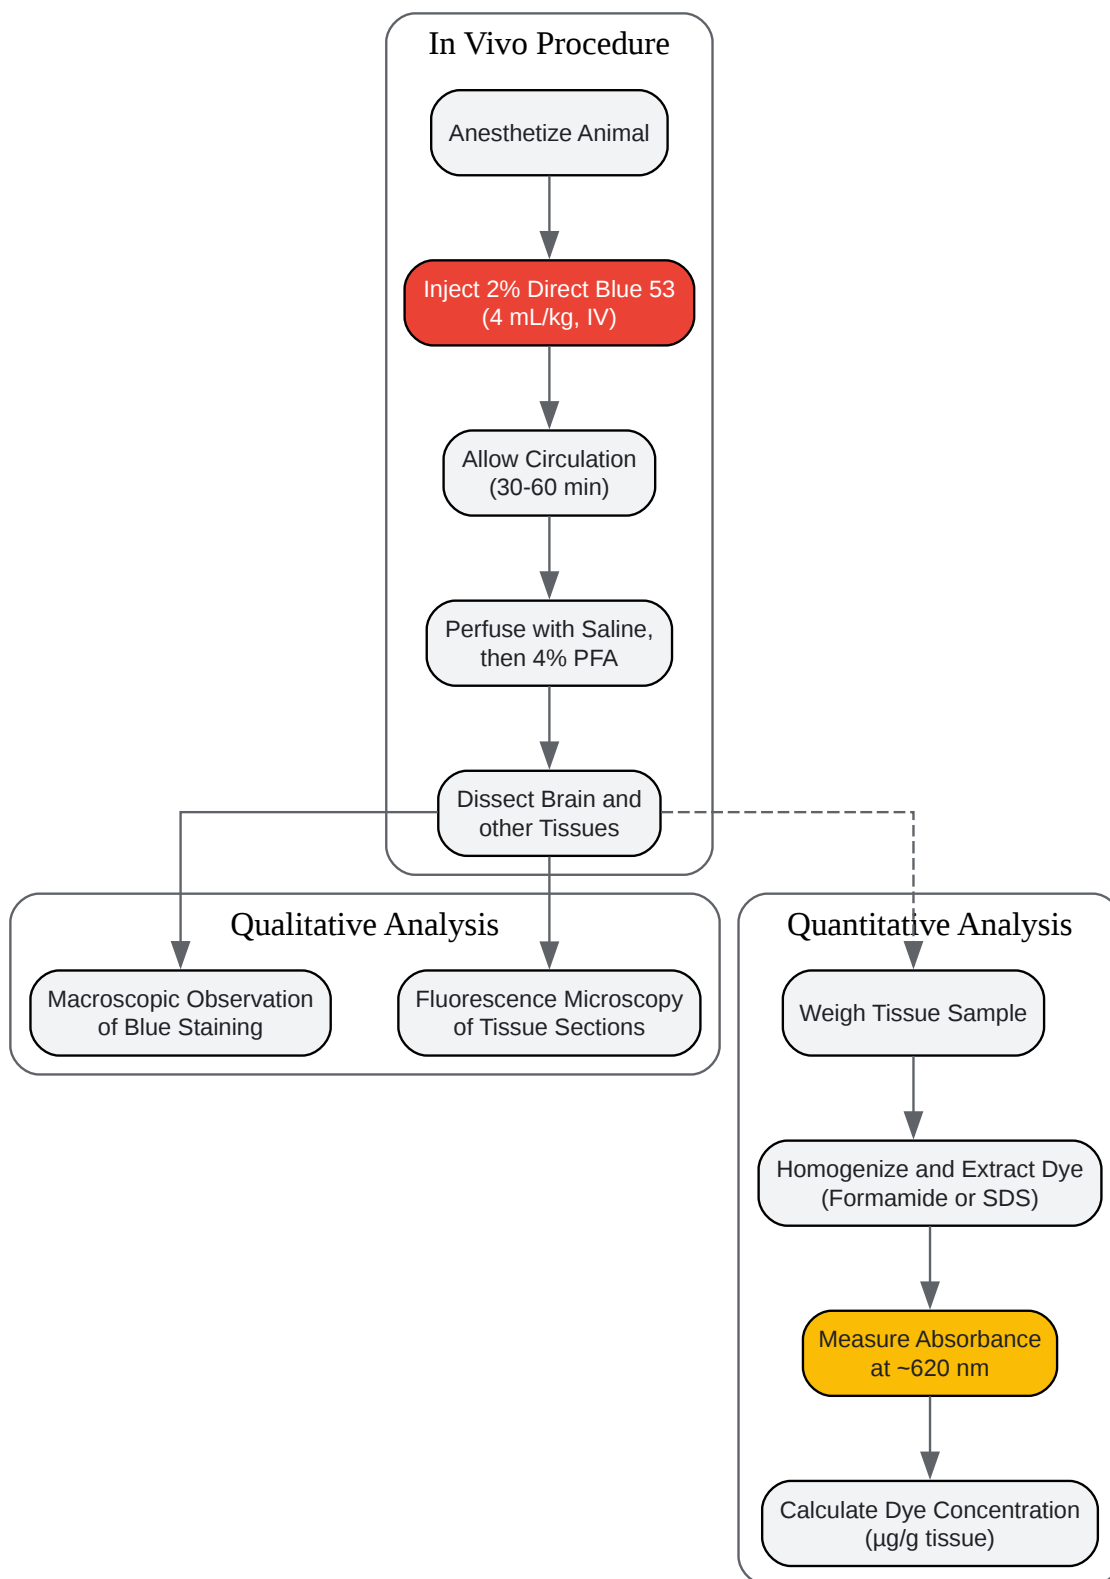 In Vivo Procedure
Anesthetize Animal
Inject 2% Direct Blue 53
(4 mL/kg, IV)
Allow Circulation
(30-60 min)
Perfuse with Saline,
then 4% PFA
Dissect Brain and
other Tissues
Qualitative Analysis
Macroscopic Observation
of Blue Staining
Fluorescence Microscopy
of Tissue Sections
Quantitative Analysis
Weigh Tissue Sample
Homogenize and Extract Dye
(Formamide or SDS)
Measure Absorbance
at ~620 nm
Calculate Dye Concentration
(µg/g tissue)